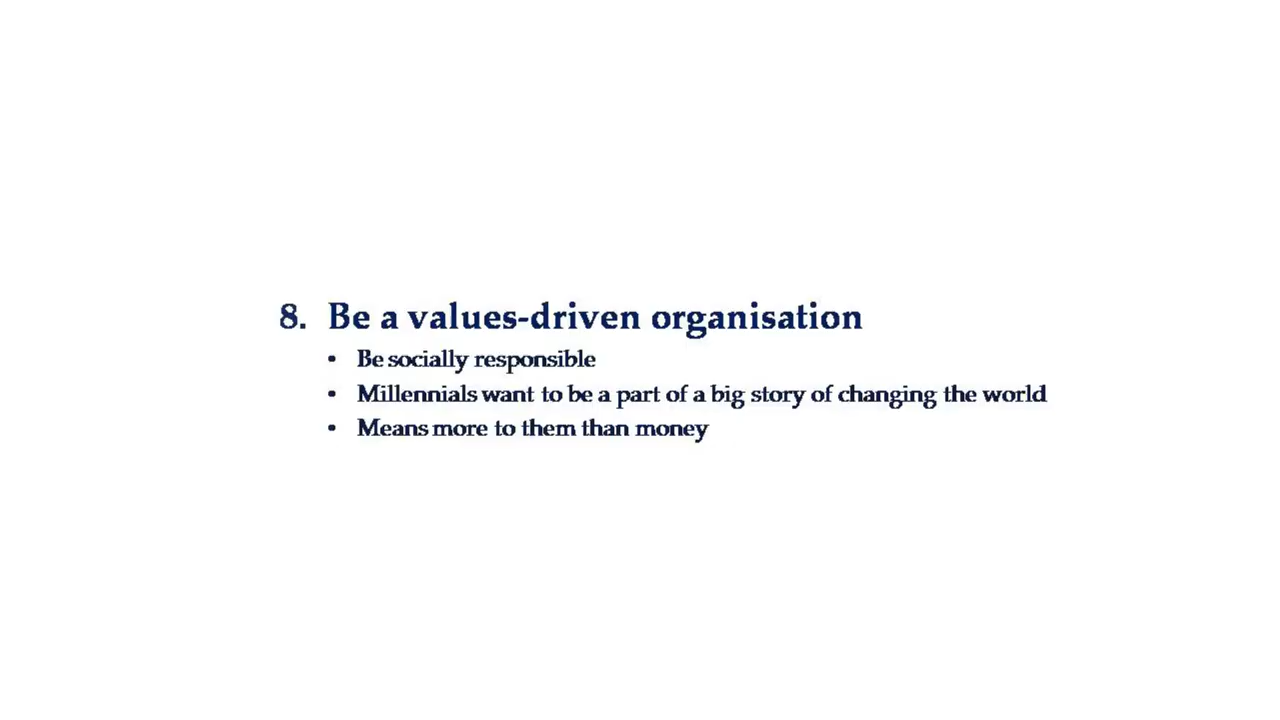 8. Be a values-driven organisation
• Be socially responsible
• Millennials want to be a part of a big story of changing the world
• Means more to them than money